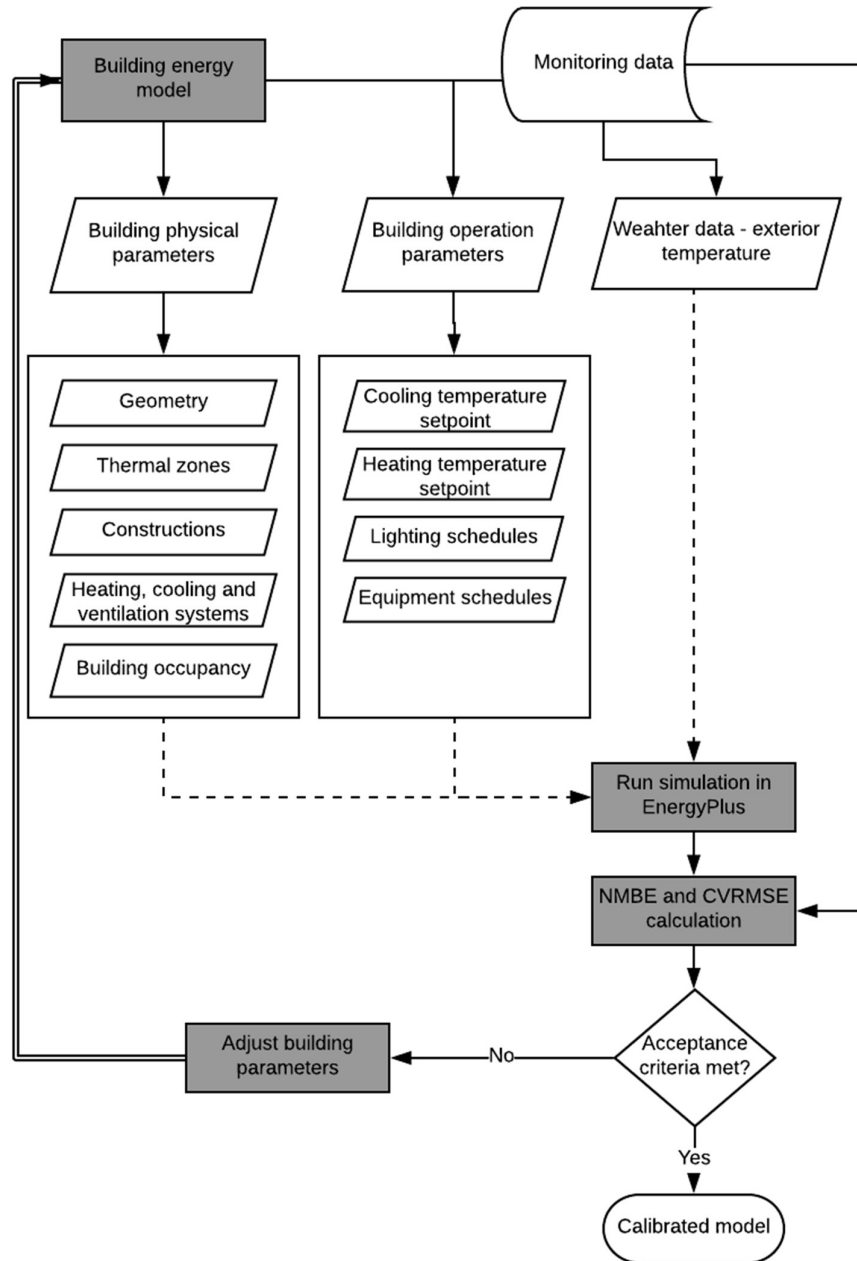 Building energy
model
Monitoring data
Building physical
parameters
Building operation
parameters
Weahter data - exterior
temperature
Geometry
Thermal zones
Constructions
Heating, cooling and
ventilation systems
Building occupancy
Cooling temperature
setpoint
Heating temperature
setpoint
Lighting schedules
Equipment schedules
Run simulation in
EnergyPlus
NMBE and CVRMSE
calculation
Acceptance
criteria met?
No
Adjust building
parameters
Yes
Calibrated model